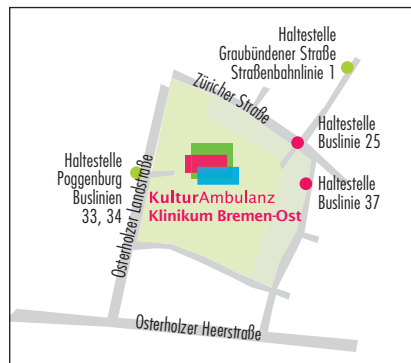 Haltestelle
Graubündener Straße
Straßenbahnlinie 1
Züricher Straße
Haltestelle
Buslinie 25
Haltestelle
Poggenburg
Buslinien
33, 34
Haltestelle
Buslinie 37
KulturAmbulanz
Klinikum Bremen-Ost
Osterholzer Landstraße
Osterholzer Heerstraße